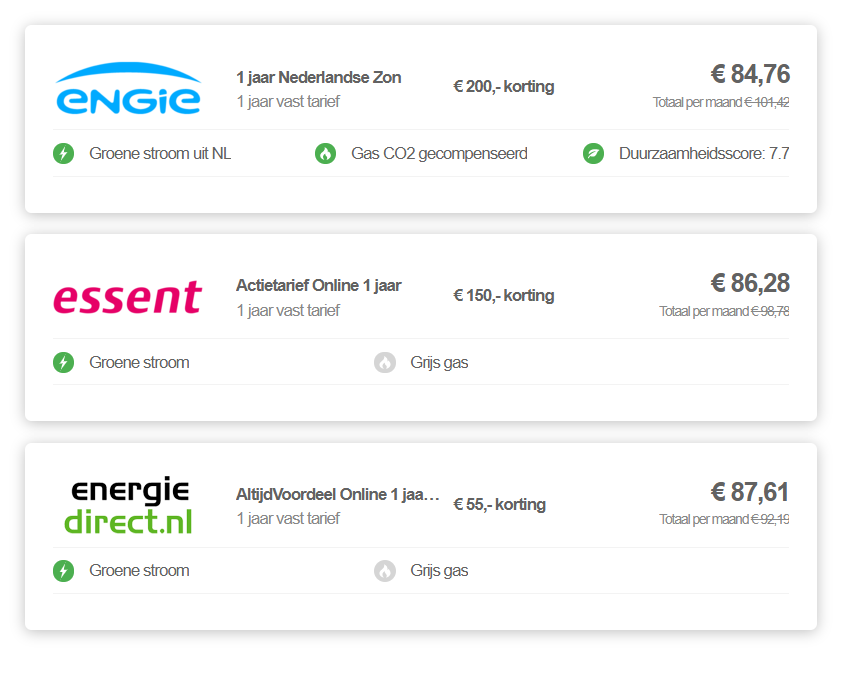 ENGIE
1 jaar Nederlandse Zon
1 jaar vast tarief
€ 200,- korting
€ 84,76
Totaal per maand € 101,42
Groene stroom uit NL
Gas CO2 gecompenseerd
Duurzaamheidsscore: 7.7
essent
Actietarief Online 1 jaar
1 jaar vast tarief
€ 150,- korting
€ 86,28
Totaal per maand € 98,78
Groene stroom
Grijs gas
energie
direct.nl
AltijdVoordeel Online 1 jaa...
1 jaar vast tarief
€ 55,- korting
€ 87,61
Totaal per maand € 92,19
Groene stroom
Grijs gas